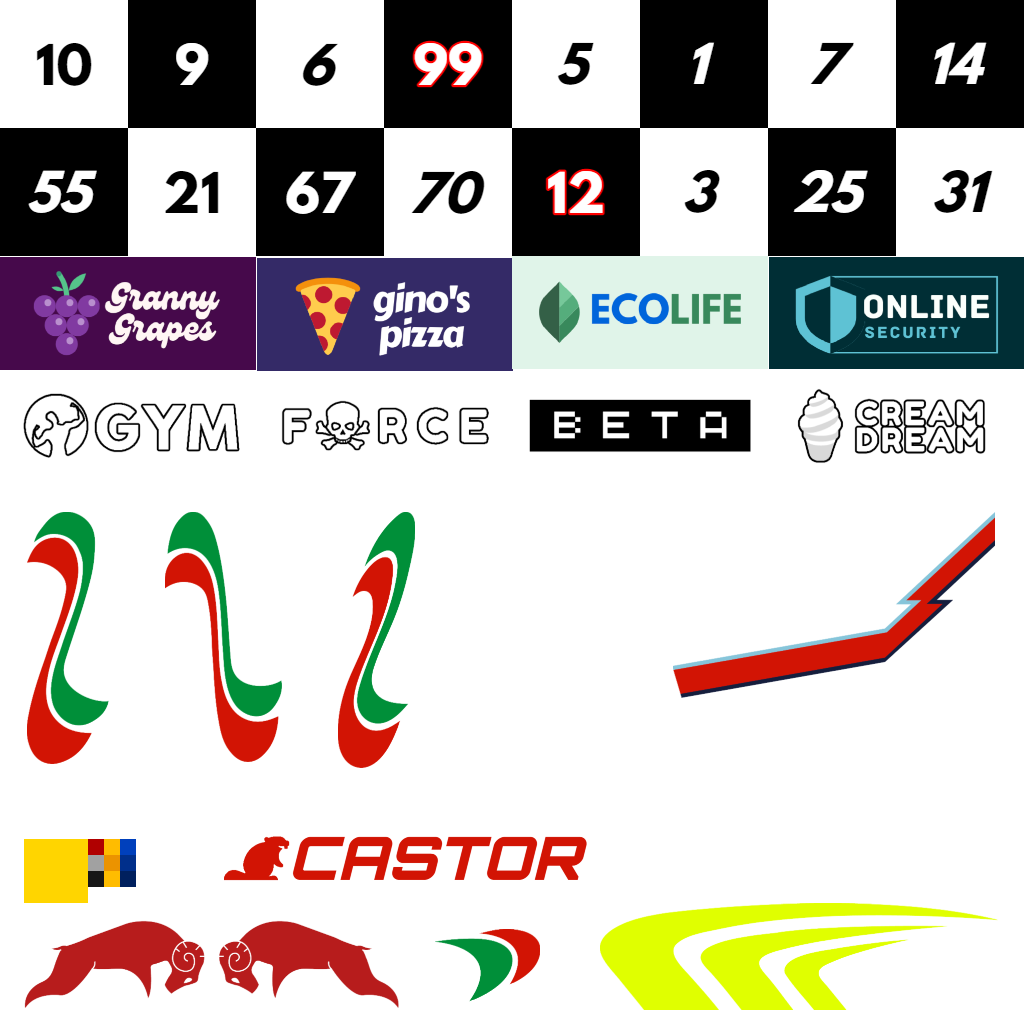 10 9 6 99 5 1 7 14
55 21 67 70 12 3 25 31
Granny
Grapes
gino's
pizza
ECOLIFE
ONLINE
SECURITY
GYM
FORCE
BETA
CREAM
DREAM
CASTOR